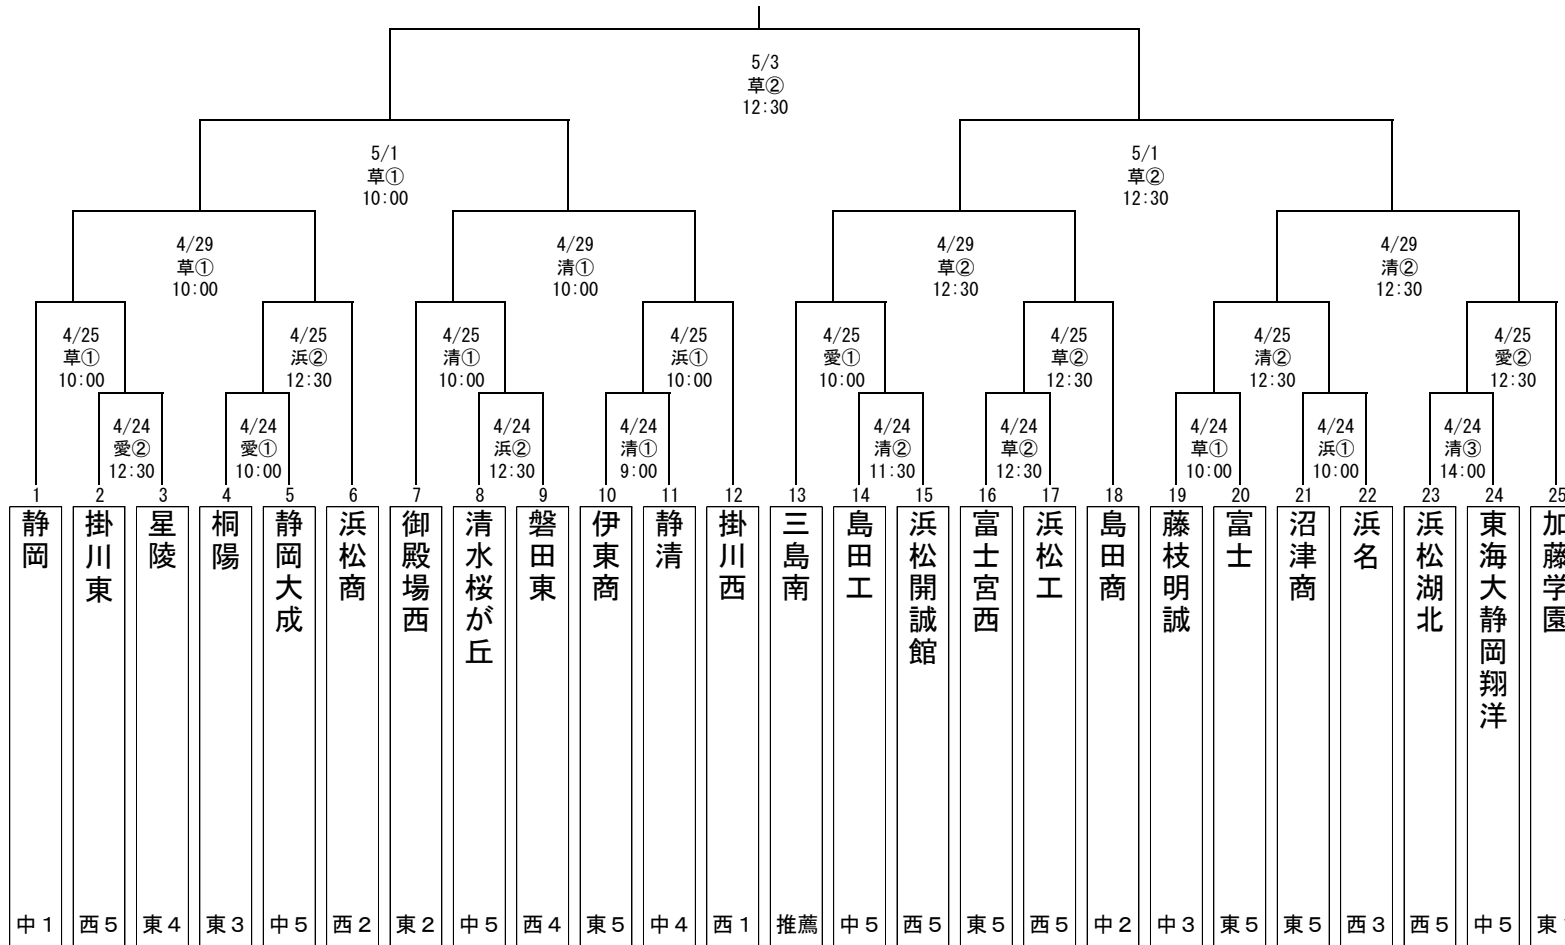 5/3
草②
12:30
5/1
草①
10:00
5/1
草②
12:30
4/29
草①
10:00
4/29
清①
10:00
4/29
草②
12:30
4/29
清②
12:30
4/25
草①
10:00
4/25
浜②
12:30
4/25
清①
10:00
4/25
浜①
10:00
4/25
愛①
10:00
4/25
草②
12:30
4/25
清②
12:30
4/25
愛②
12:30
4/24
愛②
12:30
4/24
愛①
10:00
4/24
浜②
12:30
4/24
清①
9:00
4/24
清②
11:30
4/24
草②
12:30
4/24
草①
10:00
4/24
浜①
10:00
4/24
清③
14:00
1 2 3 4 5 6 7 8 9 10 11 12 13 14 15 16 17 18 19 20 21 22 23 24 25
静岡
掛川東
星陵
桐陽
静岡大成
浜松商
御殿場西
清水桜が丘
磐田東
伊東商
静清
掛川西
三島南
島田工
浜松開誠館
富士宮西
浜松工
島田商
藤枝明誠
富士
沼津商
浜名
浜松湖北
東海大静岡翔洋
加藤学園
中1 西5 東4 東3 中5 西2 東2 中5 西4 東5 中4 西1 推薦 中5 西5 東5 西5 中2 中3 東5 東5 西3 西5 中5 東